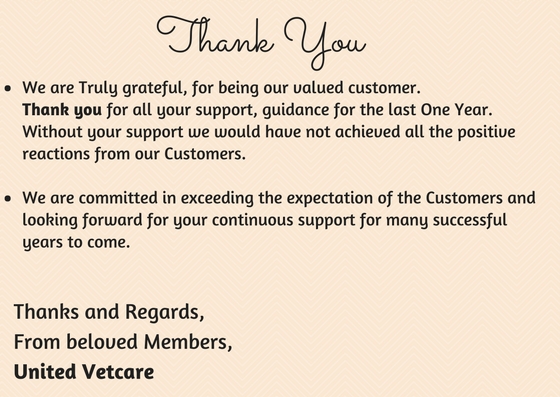 Thank You
• We are Truly grateful, for being our valued customer.
Thank you for all your support, guidance for the last One Year.
Without your support we would have not achieved all the positive
reactions from our Customers.
• We are committed in exceeding the expectation of the Customers and
looking forward for your continuous support for many successful
years to come.
Thanks and Regards,
From beloved Members,
United Vetcare